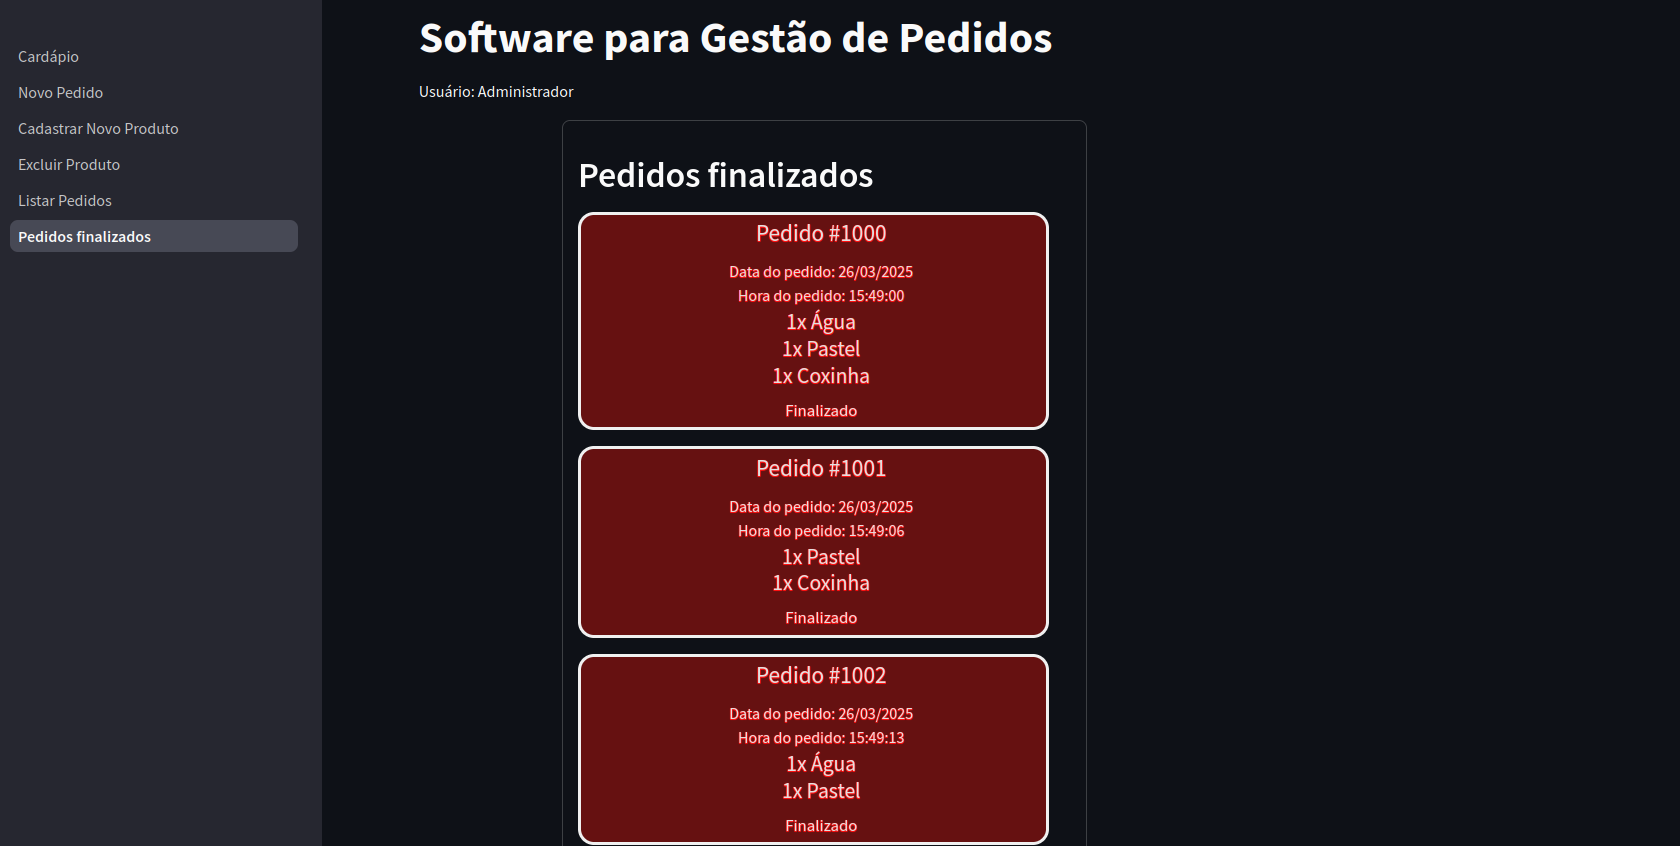 Cardápio
Novo Pedido
Cadastrar Novo Produto
Excluir Produto
Listar Pedidos
Pedidos finalizados
Software para Gestão de Pedidos
Usuário: Administrador
Pedidos finalizados
Pedido #1000
Data do pedido: 26/03/2025
Hora do pedido: 15:49:00
1x Água
1x Pastel
1x Coxinha
Finalizado
Pedido #1001
Data do pedido: 26/03/2025
Hora do pedido: 15:49:06
1x Pastel
1x Coxinha
Finalizado
Pedido #1002
Data do pedido: 26/03/2025
Hora do pedido: 15:49:13
1x Água
1x Pastel
Finalizado